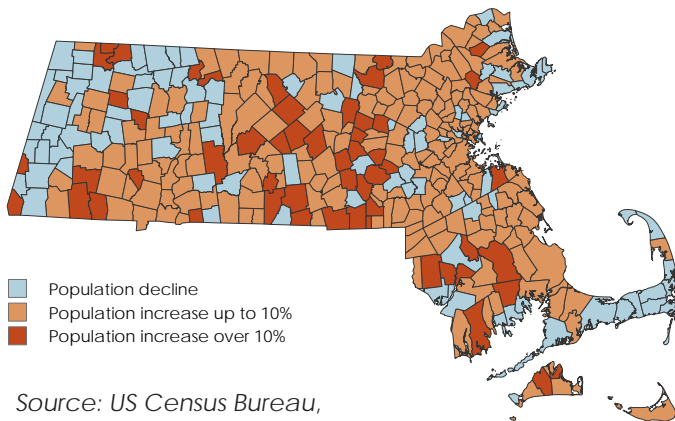 Population decline
Population increase up to 10%
Population increase over 10%
Source: US Census Bureau,